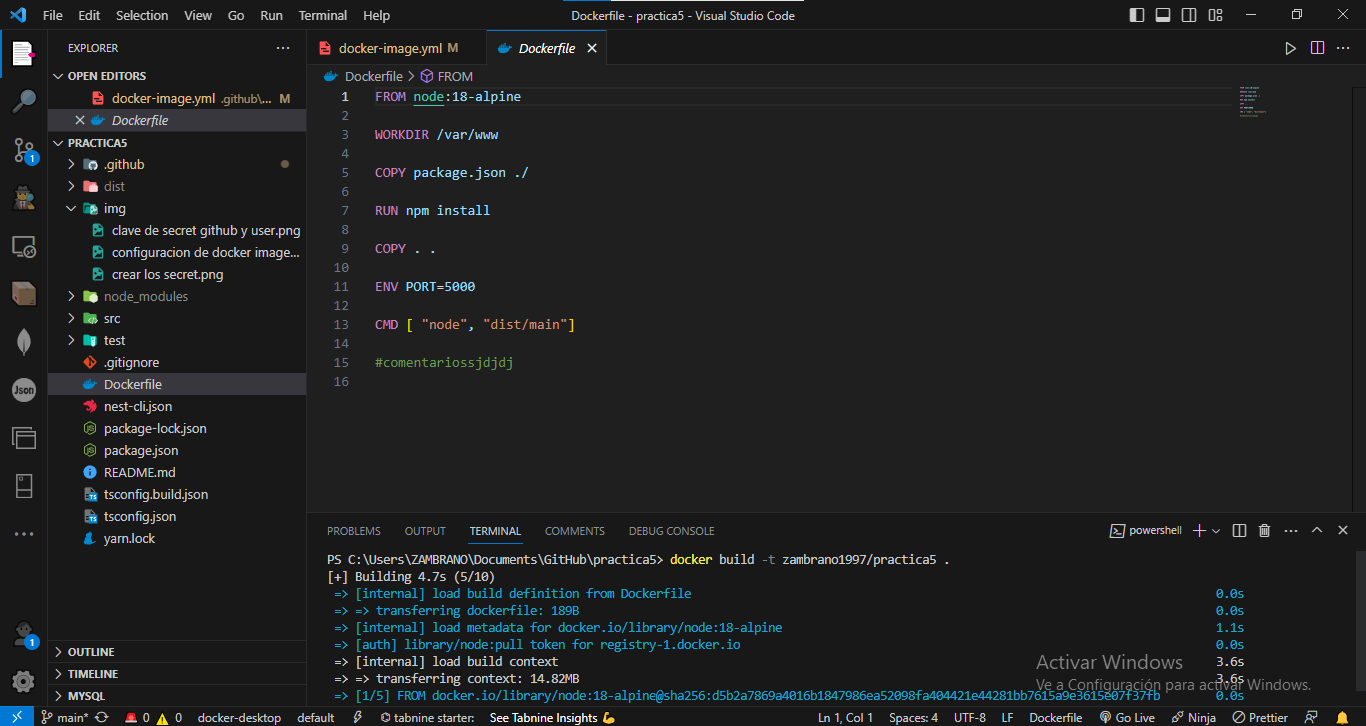 File Edit Selection View Go Run Terminal Help
Dockerfile - practica5 - Visual Studio Code
EXPLORER
OPEN EDITORS
docker-image.yml .github\... M
Dockerfile
PRACTICA5
.github
dist
img
clave de secret github y user.png
configuracion de docker image...
crear los secret.png
node_modules
src
test
.gitignore
Dockerfile
nest-cli.json
package-lock.json
package.json
README.md
tsconfig.build.json
tsconfig.json
yarn.lock
OUTLINE
TIMELINE
MYSQL
1
Json
1
docker-image.yml M
Dockerfile
Dockerfile > FROM
1 FROM node:18-alpine
2
3 WORKDIR /var/www
4
5 COPY package.json ./
6
7 RUN npm install
8
9 COPY . .
10
11 ENV PORT=5000
12
13 CMD [ "node", "dist/main"]
14
15 #comentariossjdjdj
16
PROBLEMS OUTPUT TERMINAL COMMENTS DEBUG CONSOLE
powershell
PS C:\Users\ZAMBRANO\Documents\GitHub\practica5> docker build -t zambrano1997/practica5 .
[+] Building 4.7s (5/10)
=> [internal] load build definition from Dockerfile 0.0s
=> => transferring dockerfile: 189B 0.0s
=> [internal] load metadata for docker.io/library/node:18-alpine 1.1s
=> [auth] library/node:pull token for registry-1.docker.io 0.0s
=> [internal] load build context 3.6s
=> => transferring context: 14.82MB 3.6s
=> [1/5] FROM docker.io/library/node:18-alpine@sha256:d5b2a7869a4016b1847986ea52098fa404421e44281bb7615a9e3615e07f37fb 0.0s
Activar Windows
Ve a Configuración para activar Windows.
main* 0 0 docker-desktop default tabnine starter: See Tabnine Insights Ln 1, Col 1 Spaces: 4 UTF-8 LF Dockerfile Go Live Ninja Prettier